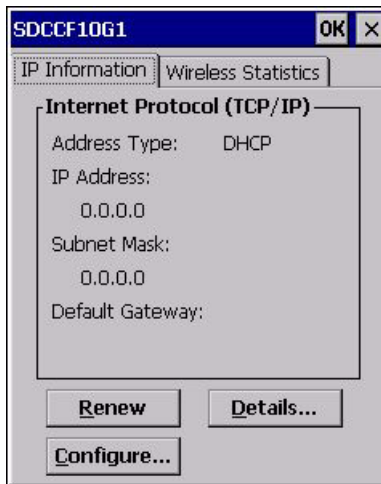 SDCCF10G1 OK ×
IP Information Wireless Statistics
Internet Protocol (TCP/IP)
Address Type: DHCP
IP Address:
0.0.0.0
Subnet Mask:
0.0.0.0
Default Gateway:
Renew Details...
Configure...